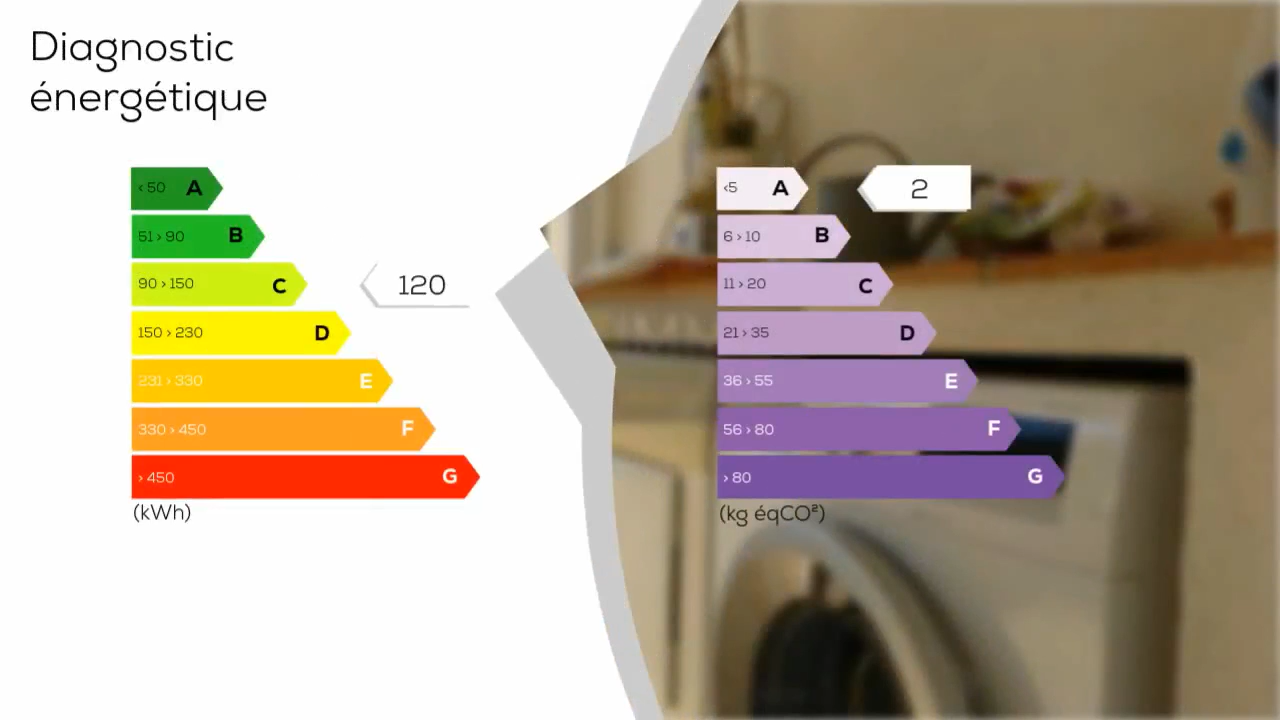 Diagnostic
énergétique
< 50 A
51 > 90 B
90 > 150 C
120
150 > 230 D
231 > 330 E
330 > 450 F
> 450 G
(kWh)
<5 A
2
6 > 10 B
11 > 20 C
21 > 35 D
36 > 55 E
56 > 80 F
> 80 G
(kg éqCO²)